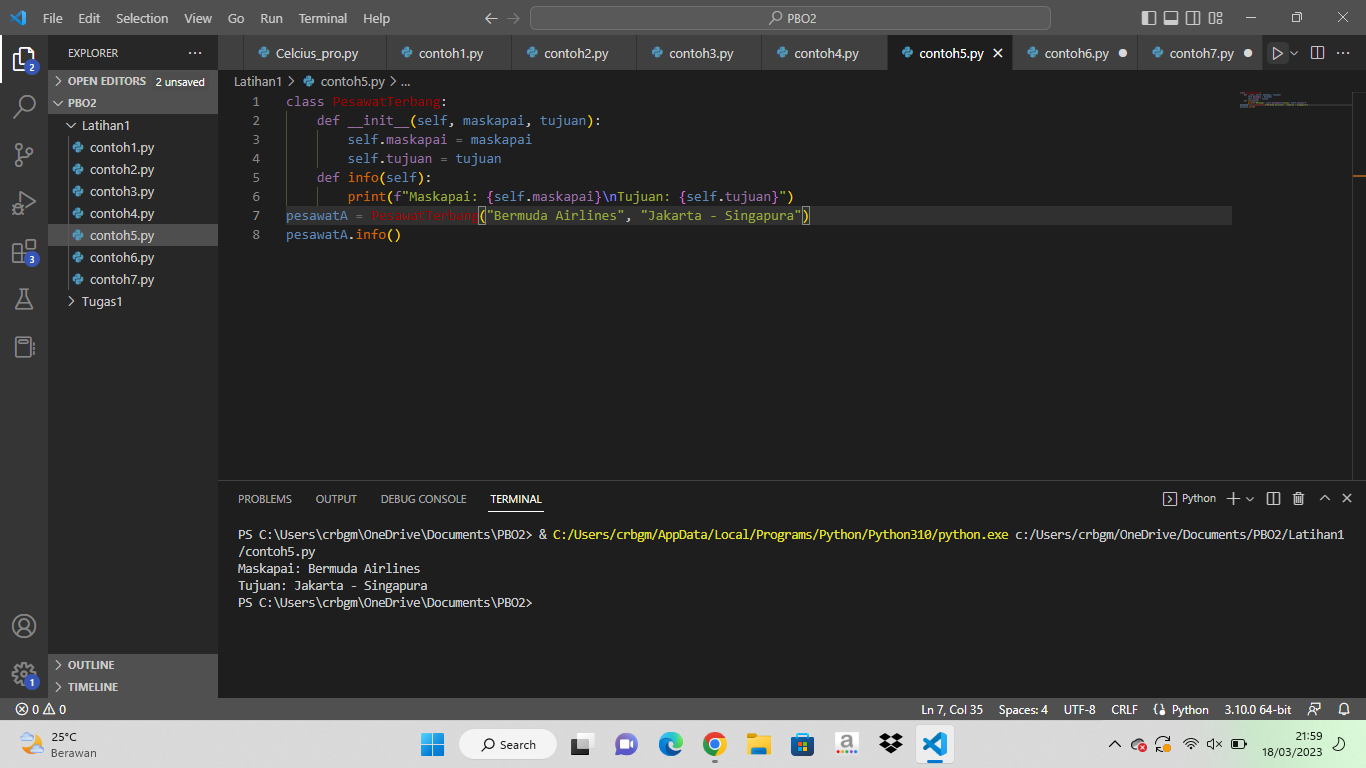 File Edit Selection View Go Run Terminal Help PBO2
EXPLORER
Celcius_pro.py contoh1.py contoh2.py contoh3.py contoh4.py contoh5.py contoh6.py contoh7.py
OPEN EDITORS 2 unsaved
PBO2
Latihan1
contoh1.py
contoh2.py
contoh3.py
contoh4.py
contoh5.py
contoh6.py
contoh7.py
Tugas1
OUTLINE
TIMELINE
2
3
1
Latihan1 > contoh5.py > ...
1 class PesawatTerbang:
2     def __init__(self, maskapai, tujuan):
3         self.maskapai = maskapai
4         self.tujuan = tujuan
5     def info(self):
6         print(f"Maskapai: {self.maskapai}\nTujuan: {self.tujuan}")
7 pesawatA = PesawatTerbang("Bermuda Airlines", "Jakarta - Singapura")
8 pesawatA.info()
PROBLEMS OUTPUT DEBUG CONSOLE TERMINAL Python
PS C:\Users\crbgm\OneDrive\Documents\PBO2> & C:/Users/crbgm/AppData/Local/Programs/Python/Python310/python.exe c:/Users/crbgm/OneDrive/Documents/PBO2/Latihan1
/contoh5.py
Maskapai: Bermuda Airlines
Tujuan: Jakarta - Singapura
PS C:\Users\crbgm\OneDrive\Documents\PBO2>
0 0 Ln 7, Col 35 Spaces: 4 UTF-8 CRLF Python 3.10.0 64-bit
25°C
Berawan
Search
a
21:59
18/03/2023